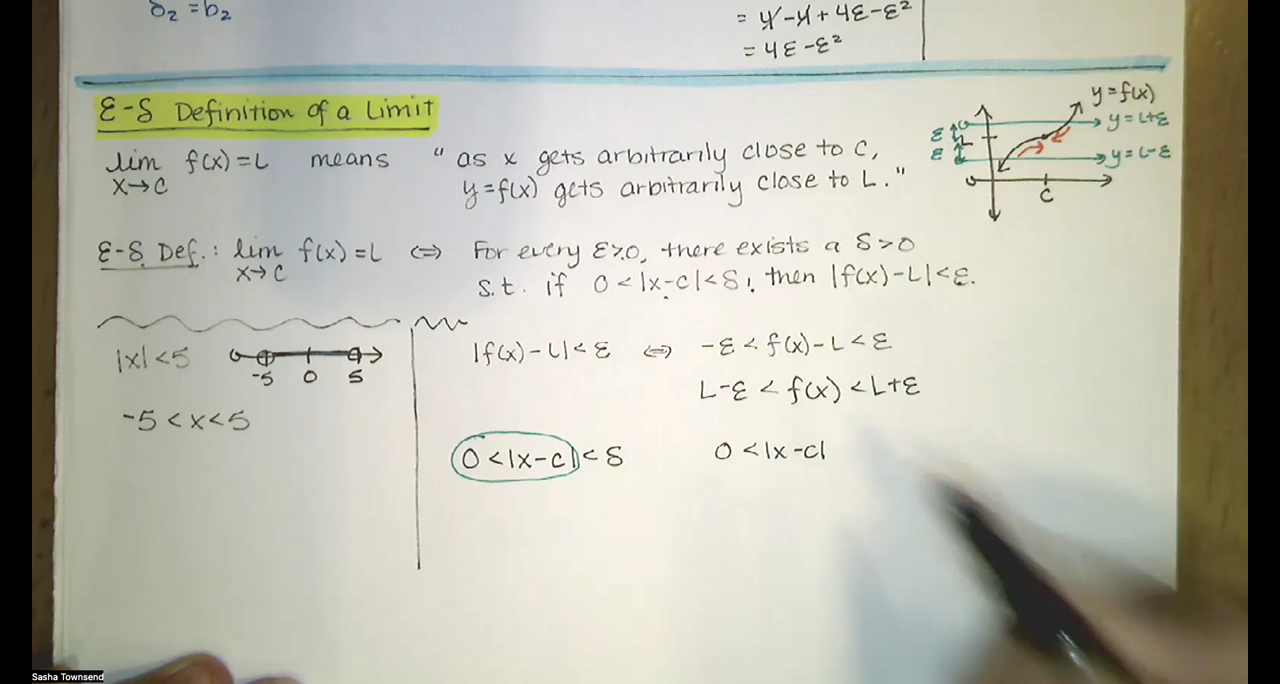 δ₂ = b₂
= 4 - 4 + 4ε - ε²
= 4ε - ε²
ε-δ Definition of a Limit
lim f(x) = L means " as x gets arbitrarily close to c,
x→c
y = f(x) gets arbitrarily close to L. "
y = f(x)
y = L+ε
ε
L
ε
y = L-ε
c
ε-δ Def.: lim f(x) = L ⇔ For every ε>0, there exists a δ>0
x→c
s.t. if 0 < |x-c| < δ, then |f(x)-L| < ε.
|x| < 5
-5 0 5
-5 < x < 5
|f(x)-L| < ε ⇔ -ε < f(x)-L < ε
L-ε < f(x) < L+ε
0 < |x-c| < δ 0 < |x-c|
Sasha Townsend